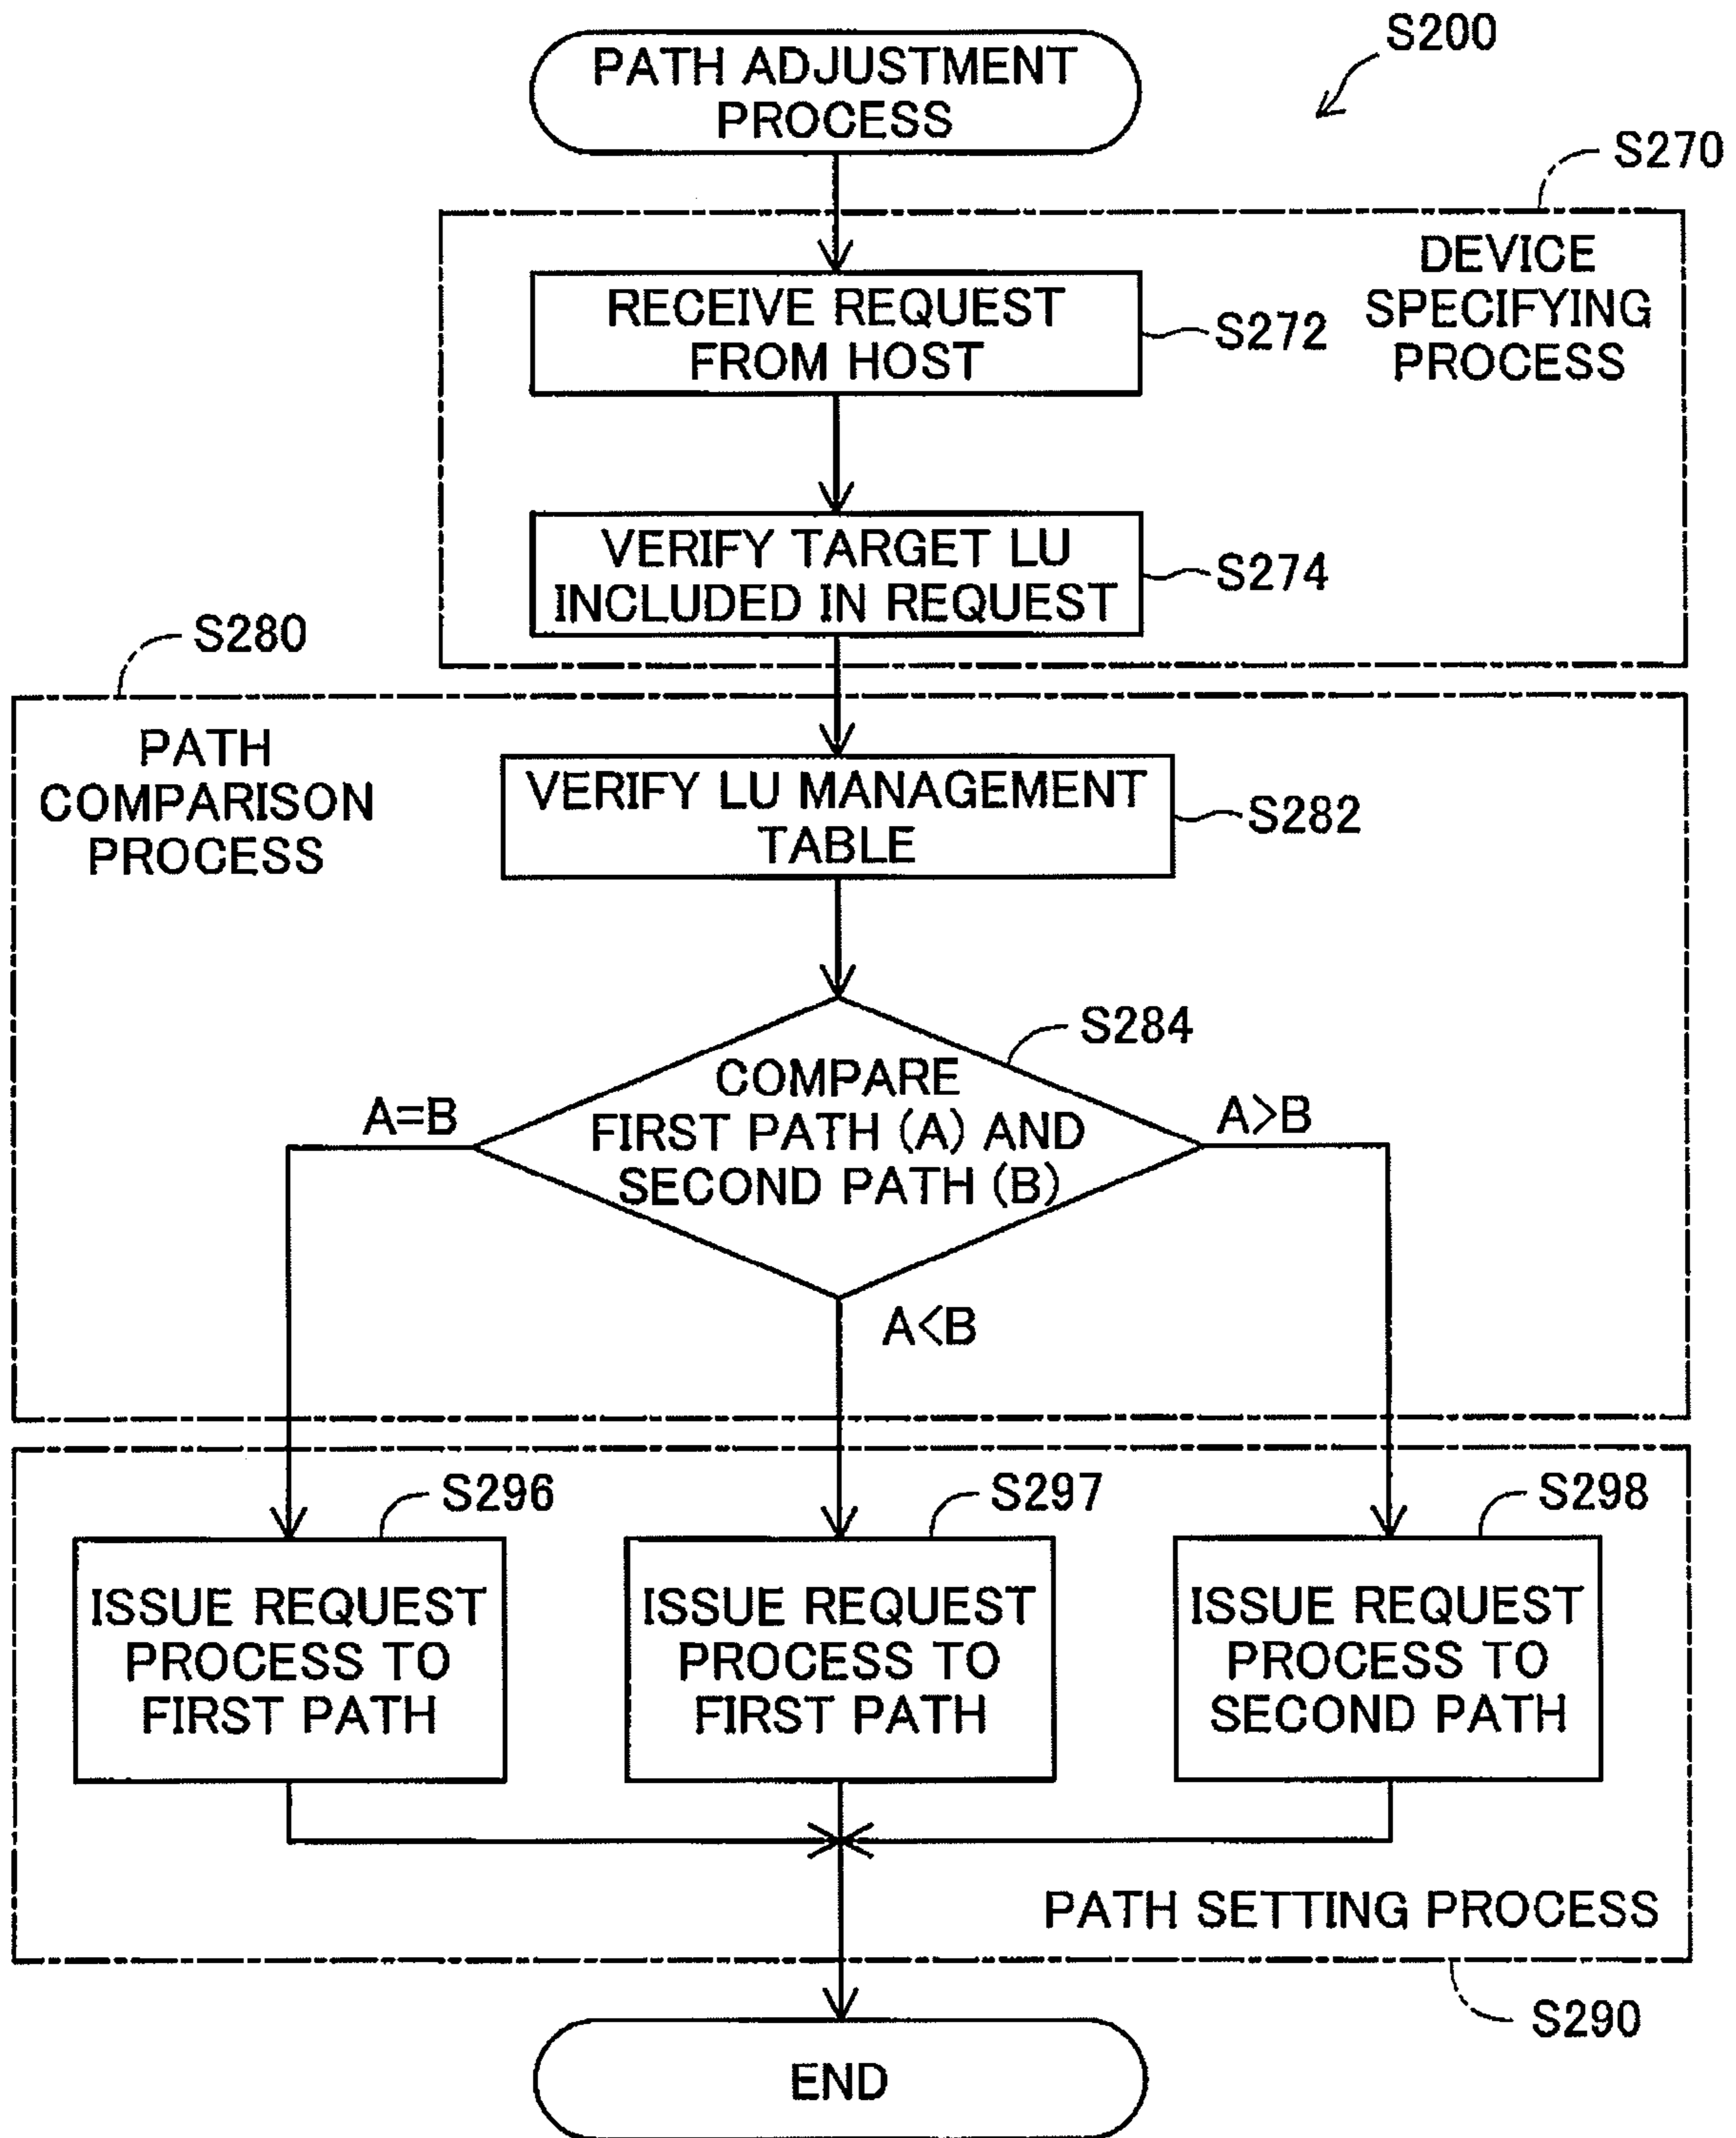 S200
PATH ADJUSTMENT
PROCESS
S270
DEVICE
SPECIFYING
PROCESS
RECEIVE REQUEST
FROM HOST
S272
VERIFY TARGET LU
INCLUDED IN REQUEST
S274
S280
PATH
COMPARISON
PROCESS
VERIFY LU MANAGEMENT
TABLE
S282
S284
COMPARE
FIRST PATH (A) AND
SECOND PATH (B)
A=B
A>B
A<B
S296
S297
S298
ISSUE REQUEST
PROCESS TO
FIRST PATH
ISSUE REQUEST
PROCESS TO
FIRST PATH
ISSUE REQUEST
PROCESS TO
SECOND PATH
PATH SETTING PROCESS
S290
END